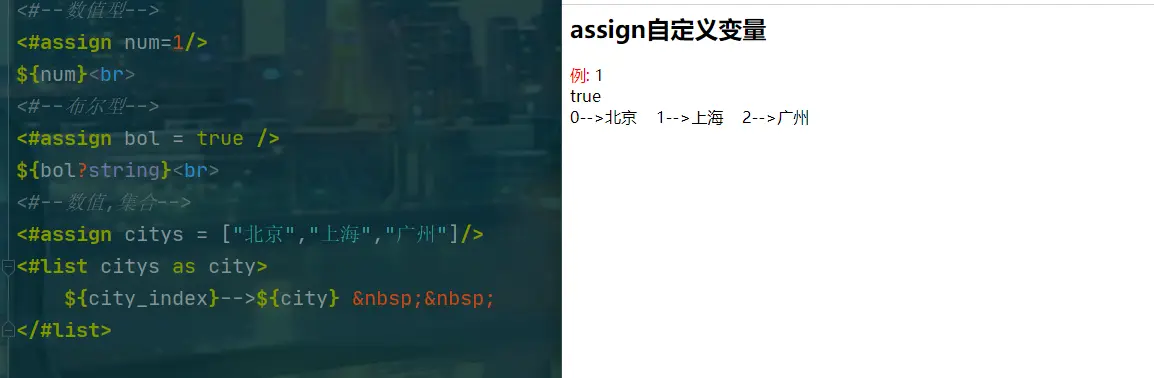 <#--数值型-->
<#assign num=1/>
${num}<br>
<#--布尔型-->
<#assign bol = true />
${bol?string}<br>
<#--数值,集合-->
<#assign citys = ["北京","上海","广州"]/>
<#list citys as city>
    ${city_index}-->${city} &nbsp;&nbsp;
</#list>
assign自定义变量
例: 1
true
0-->北京    1-->上海    2-->广州